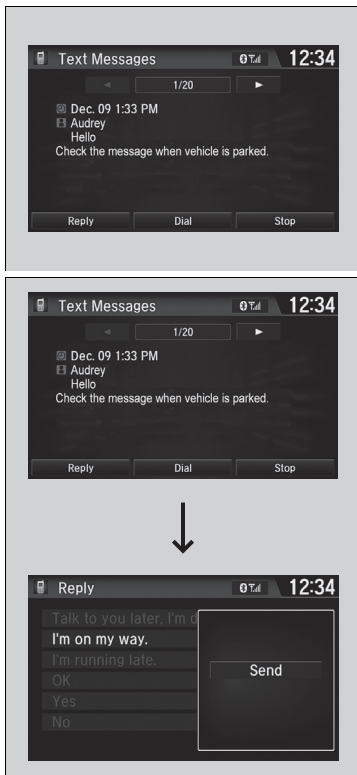 Text Messages 12:34
1/20
Dec. 09 1:33 PM
Audrey
Hello
Check the message when vehicle is parked.
Reply Dial Stop
Text Messages 12:34
1/20
Dec. 09 1:33 PM
Audrey
Hello
Check the message when vehicle is parked.
Reply Dial Stop
Reply 12:34
Talk to you later, I'm d
I'm on my way.
I'm running late.
Send
OK
Yes
No